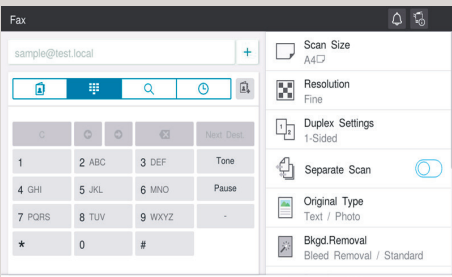 Fax
sample@test.local +
C Next Dest.
1 2 ABC 3 DEF Tone
4 GHI 5 JKL 6 MNO Pause
7 PQRS 8 TUV 9 WXYZ -
* 0 #
Scan Size
A4
Resolution
Fine
Duplex Settings
1-Sided
Separate Scan
Original Type
Text / Photo
Bkgd.Removal
Bleed Removal / Standard